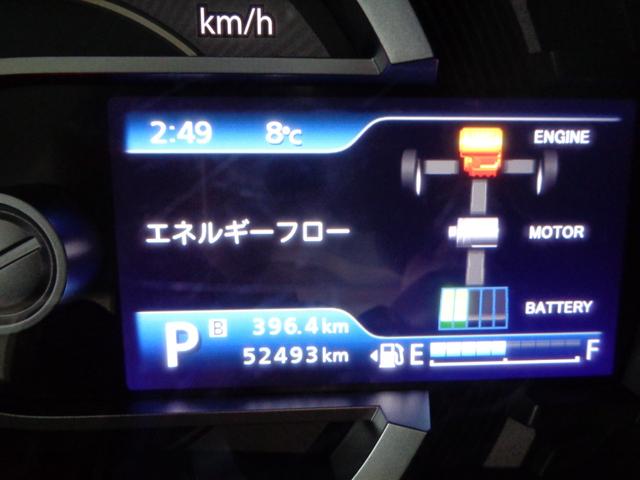 km/h
2:49 8℃
ENGINE
エネルギーフロー
MOTOR
BATTERY
P B 396.4km
52493km
E F